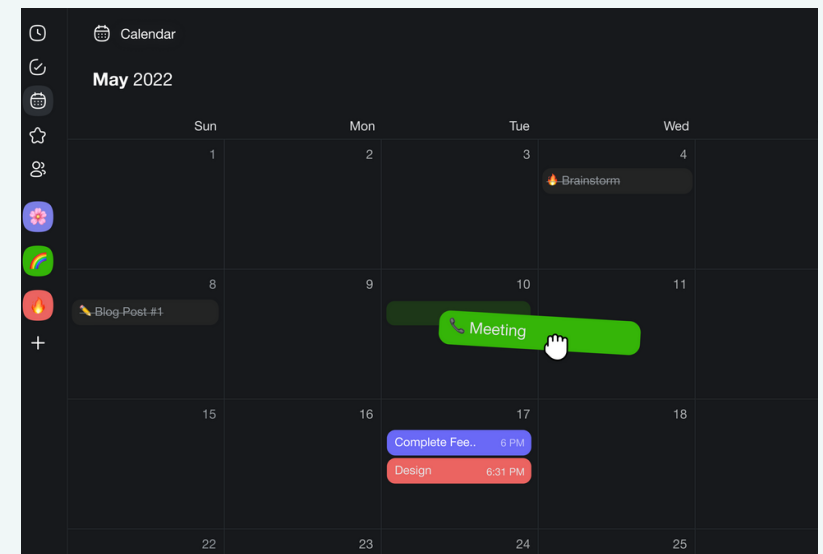 Calendar
May 2022
Sun Mon Tue Wed
1 2 3 4
🔥 Brainstorm
8 9 10 11
✏️ Blog Post #1
📞 Meeting
15 16 17 18
Complete Fee.. 6 PM
Design 6:31 PM
22 23 24 25